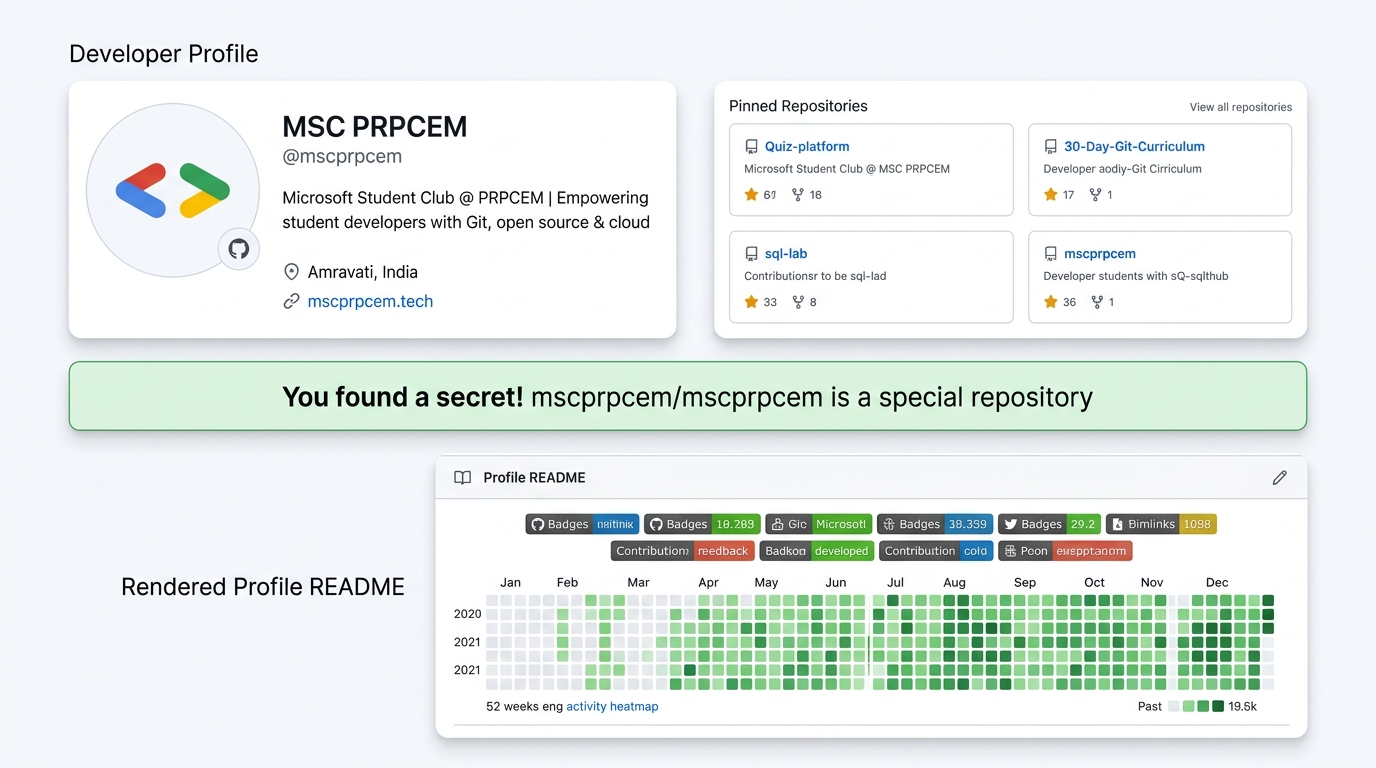 Developer Profile
MSC PRPCEM
@mscprpcem
Microsoft Student Club @ PRPCEM | Empowering
student developers with Git, open source & cloud
Amravati, India
mscprpcem.tech
Pinned Repositories
View all repositories
Quiz-platform
Microsoft Student Club @ MSC PRPCEM
18
30-Day-Git-Curriculum
Developer aodiy-Git Cirriculum
17 1
sql-lab
Contributionsr to be sql-lad
33 8
mscprpcem
Developer students with sQ-sqlthub
36 1
You found a secret! mscprpcem/mscprpcem is a special repository
Rendered Profile README
Profile README
Badges Badges 10.209 Gic Microsotl Badges 38.359 Badges 29.2 Bimlinks 1098
Contribution: reedback Badkoα developed Contribuition cold Poon
Jan Feb Mar Apr May Jun Jul Aug Sep Oct Nov Dec
2020
2021
2021
52 weeks eng activity heatmap
Past 19.5k